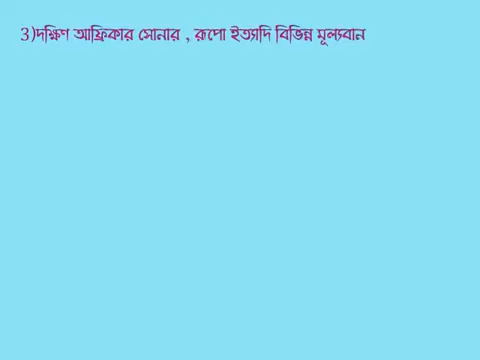 3)দক্ষিণ আফ্রিকার সোনার , রূপো ইত্যাদি বিভিন্ন মূল্যবান